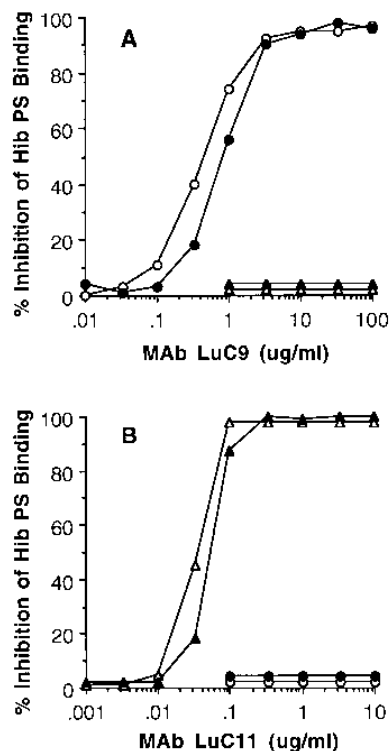 A
% Inhibition of Hib PS Binding
100
80
60
40
20
0
.01 .1 1 10 100
MAb LuC9 (ug/ml)
B
% Inhibition of Hib PS Binding
100
80
60
40
20
0
.001 .01 .1 1 10
MAb LuC11 (ug/ml)